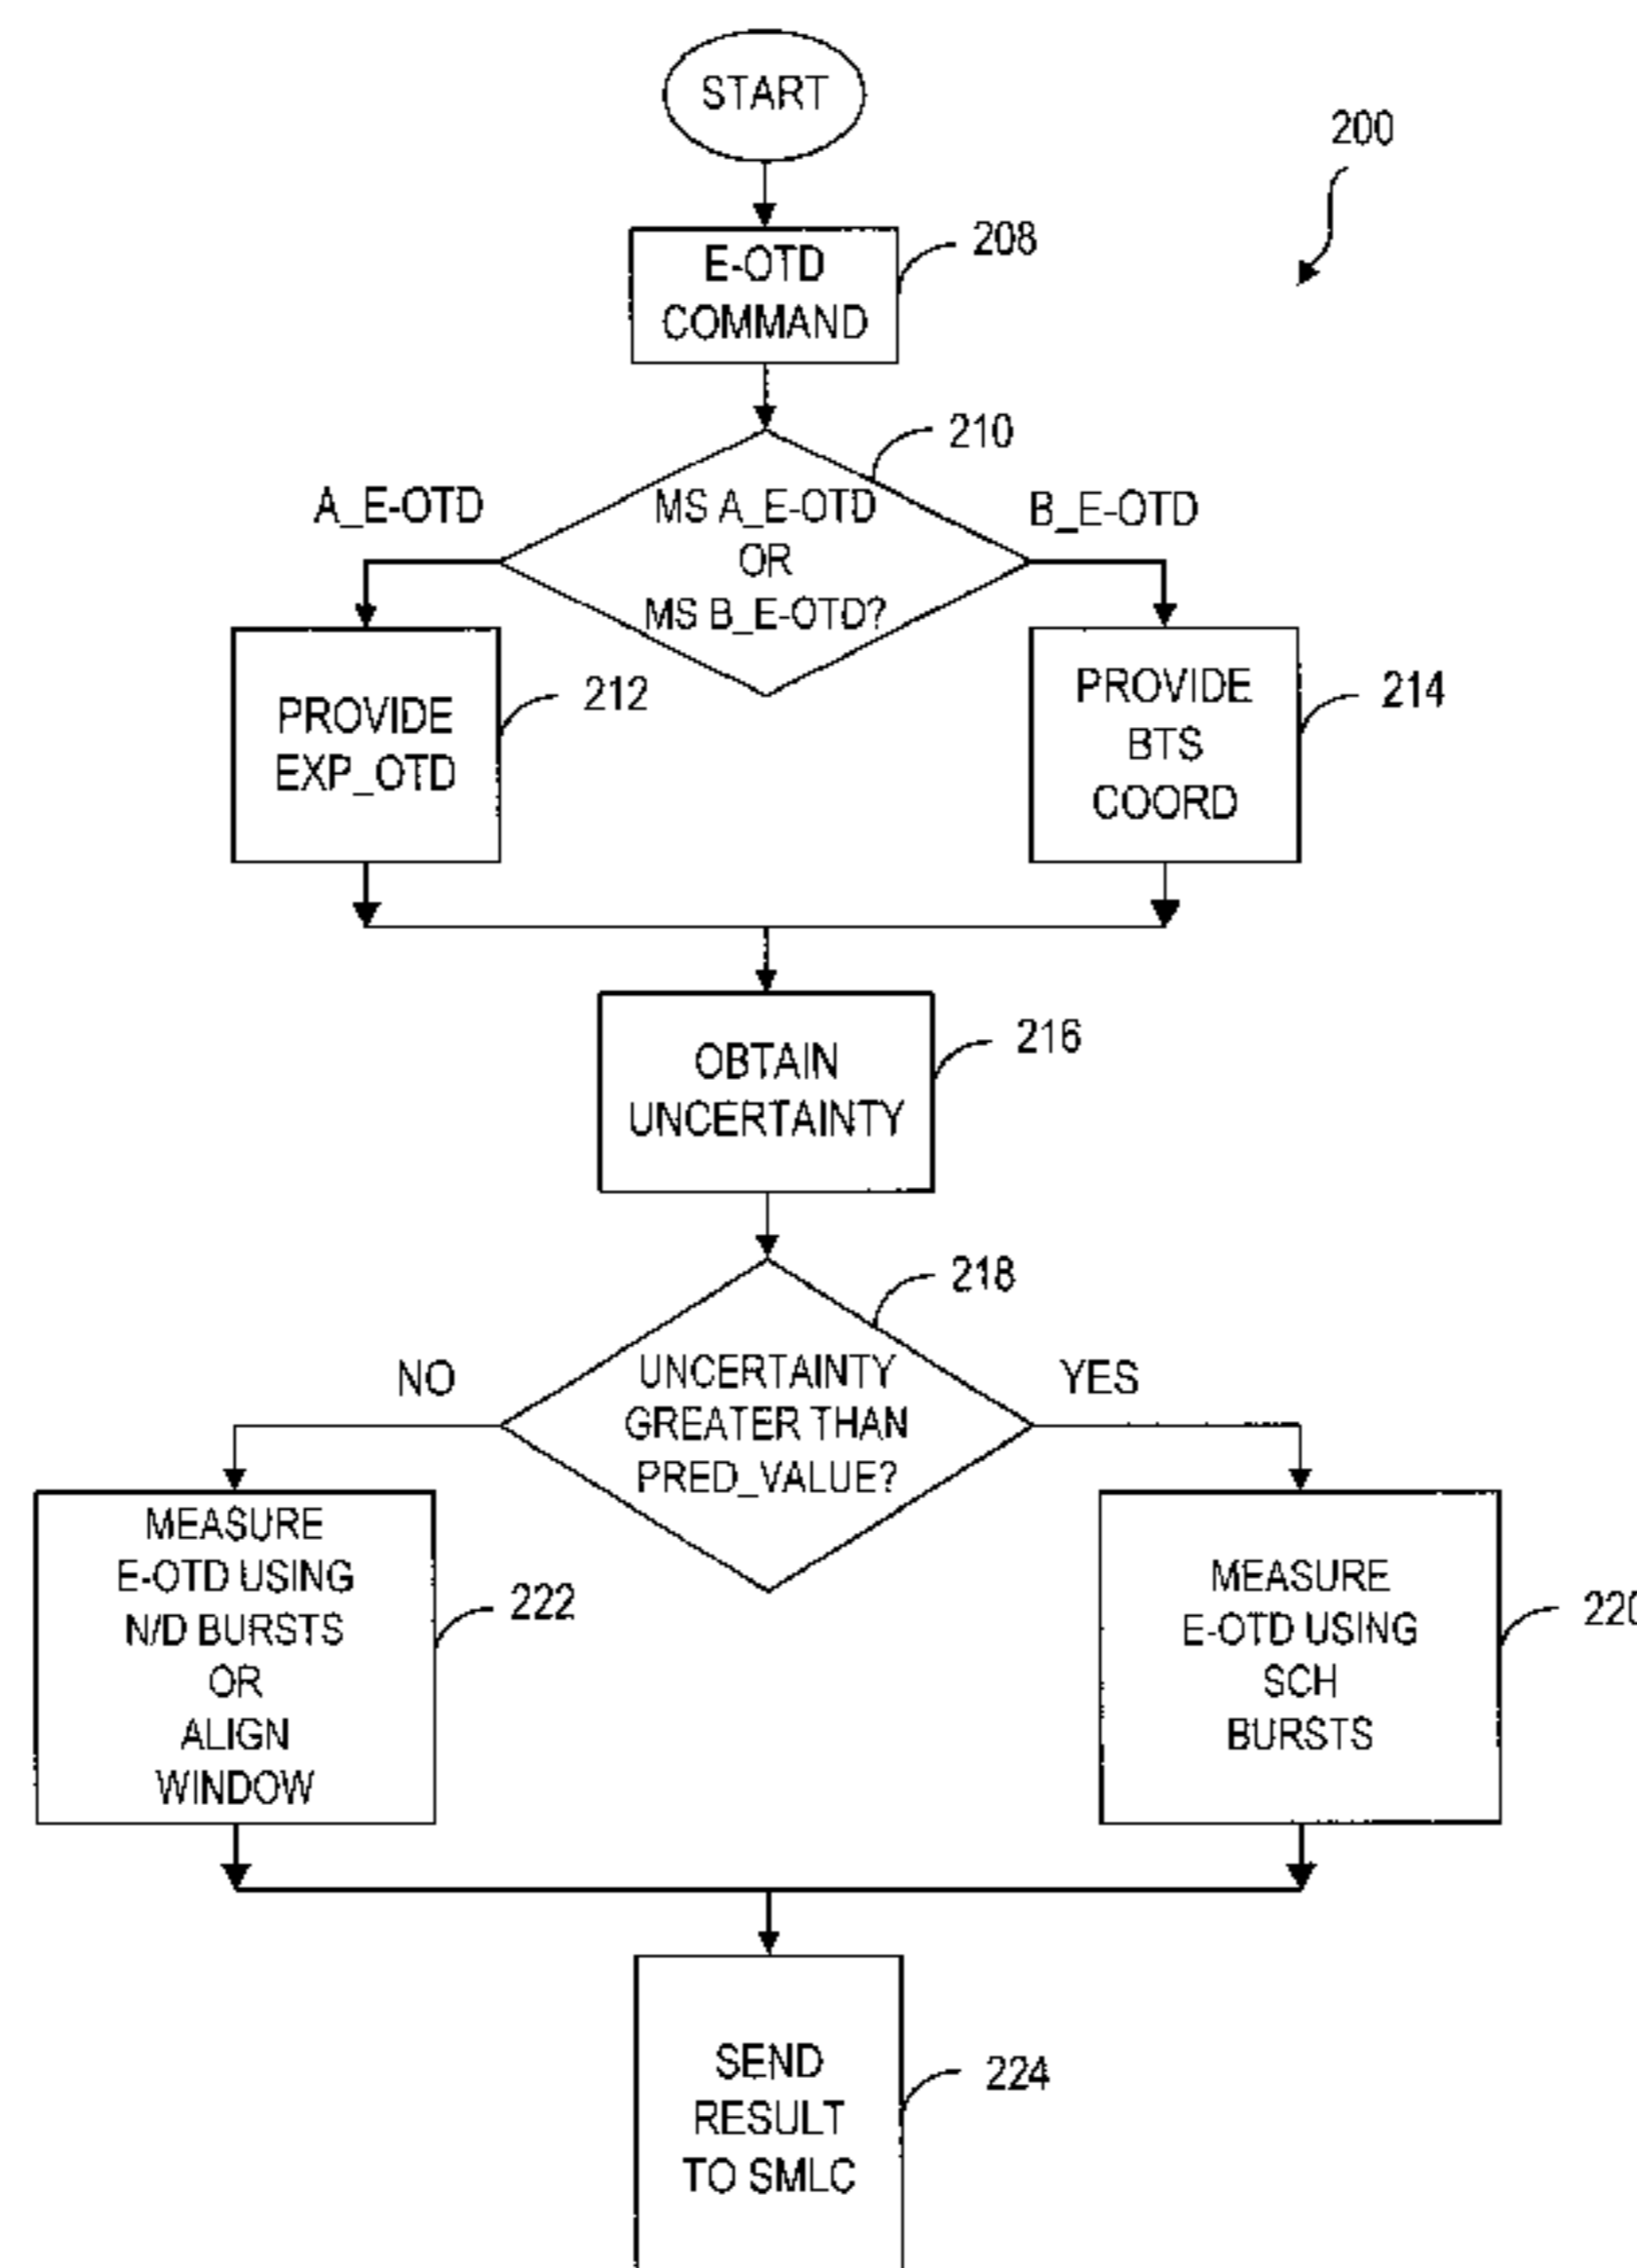 START
200
E-OTD
COMMAND
208
210
A_E-OTD
MS A_E-OTD
OR
MS B_E-OTD?
B_E-OTD
PROVIDE
EXP_OTD
212
PROVIDE
BTS
COORD
214
OBTAIN
UNCERTAINTY
216
218
NO
UNCERTAINTY
GREATER THAN
PRED_VALUE?
YES
MEASURE
E-OTD USING
N/D BURSTS
OR
ALIGN
WINDOW
222
MEASURE
E-OTD USING
SCH
BURSTS
220
SEND
RESULT
TO SMLC
224